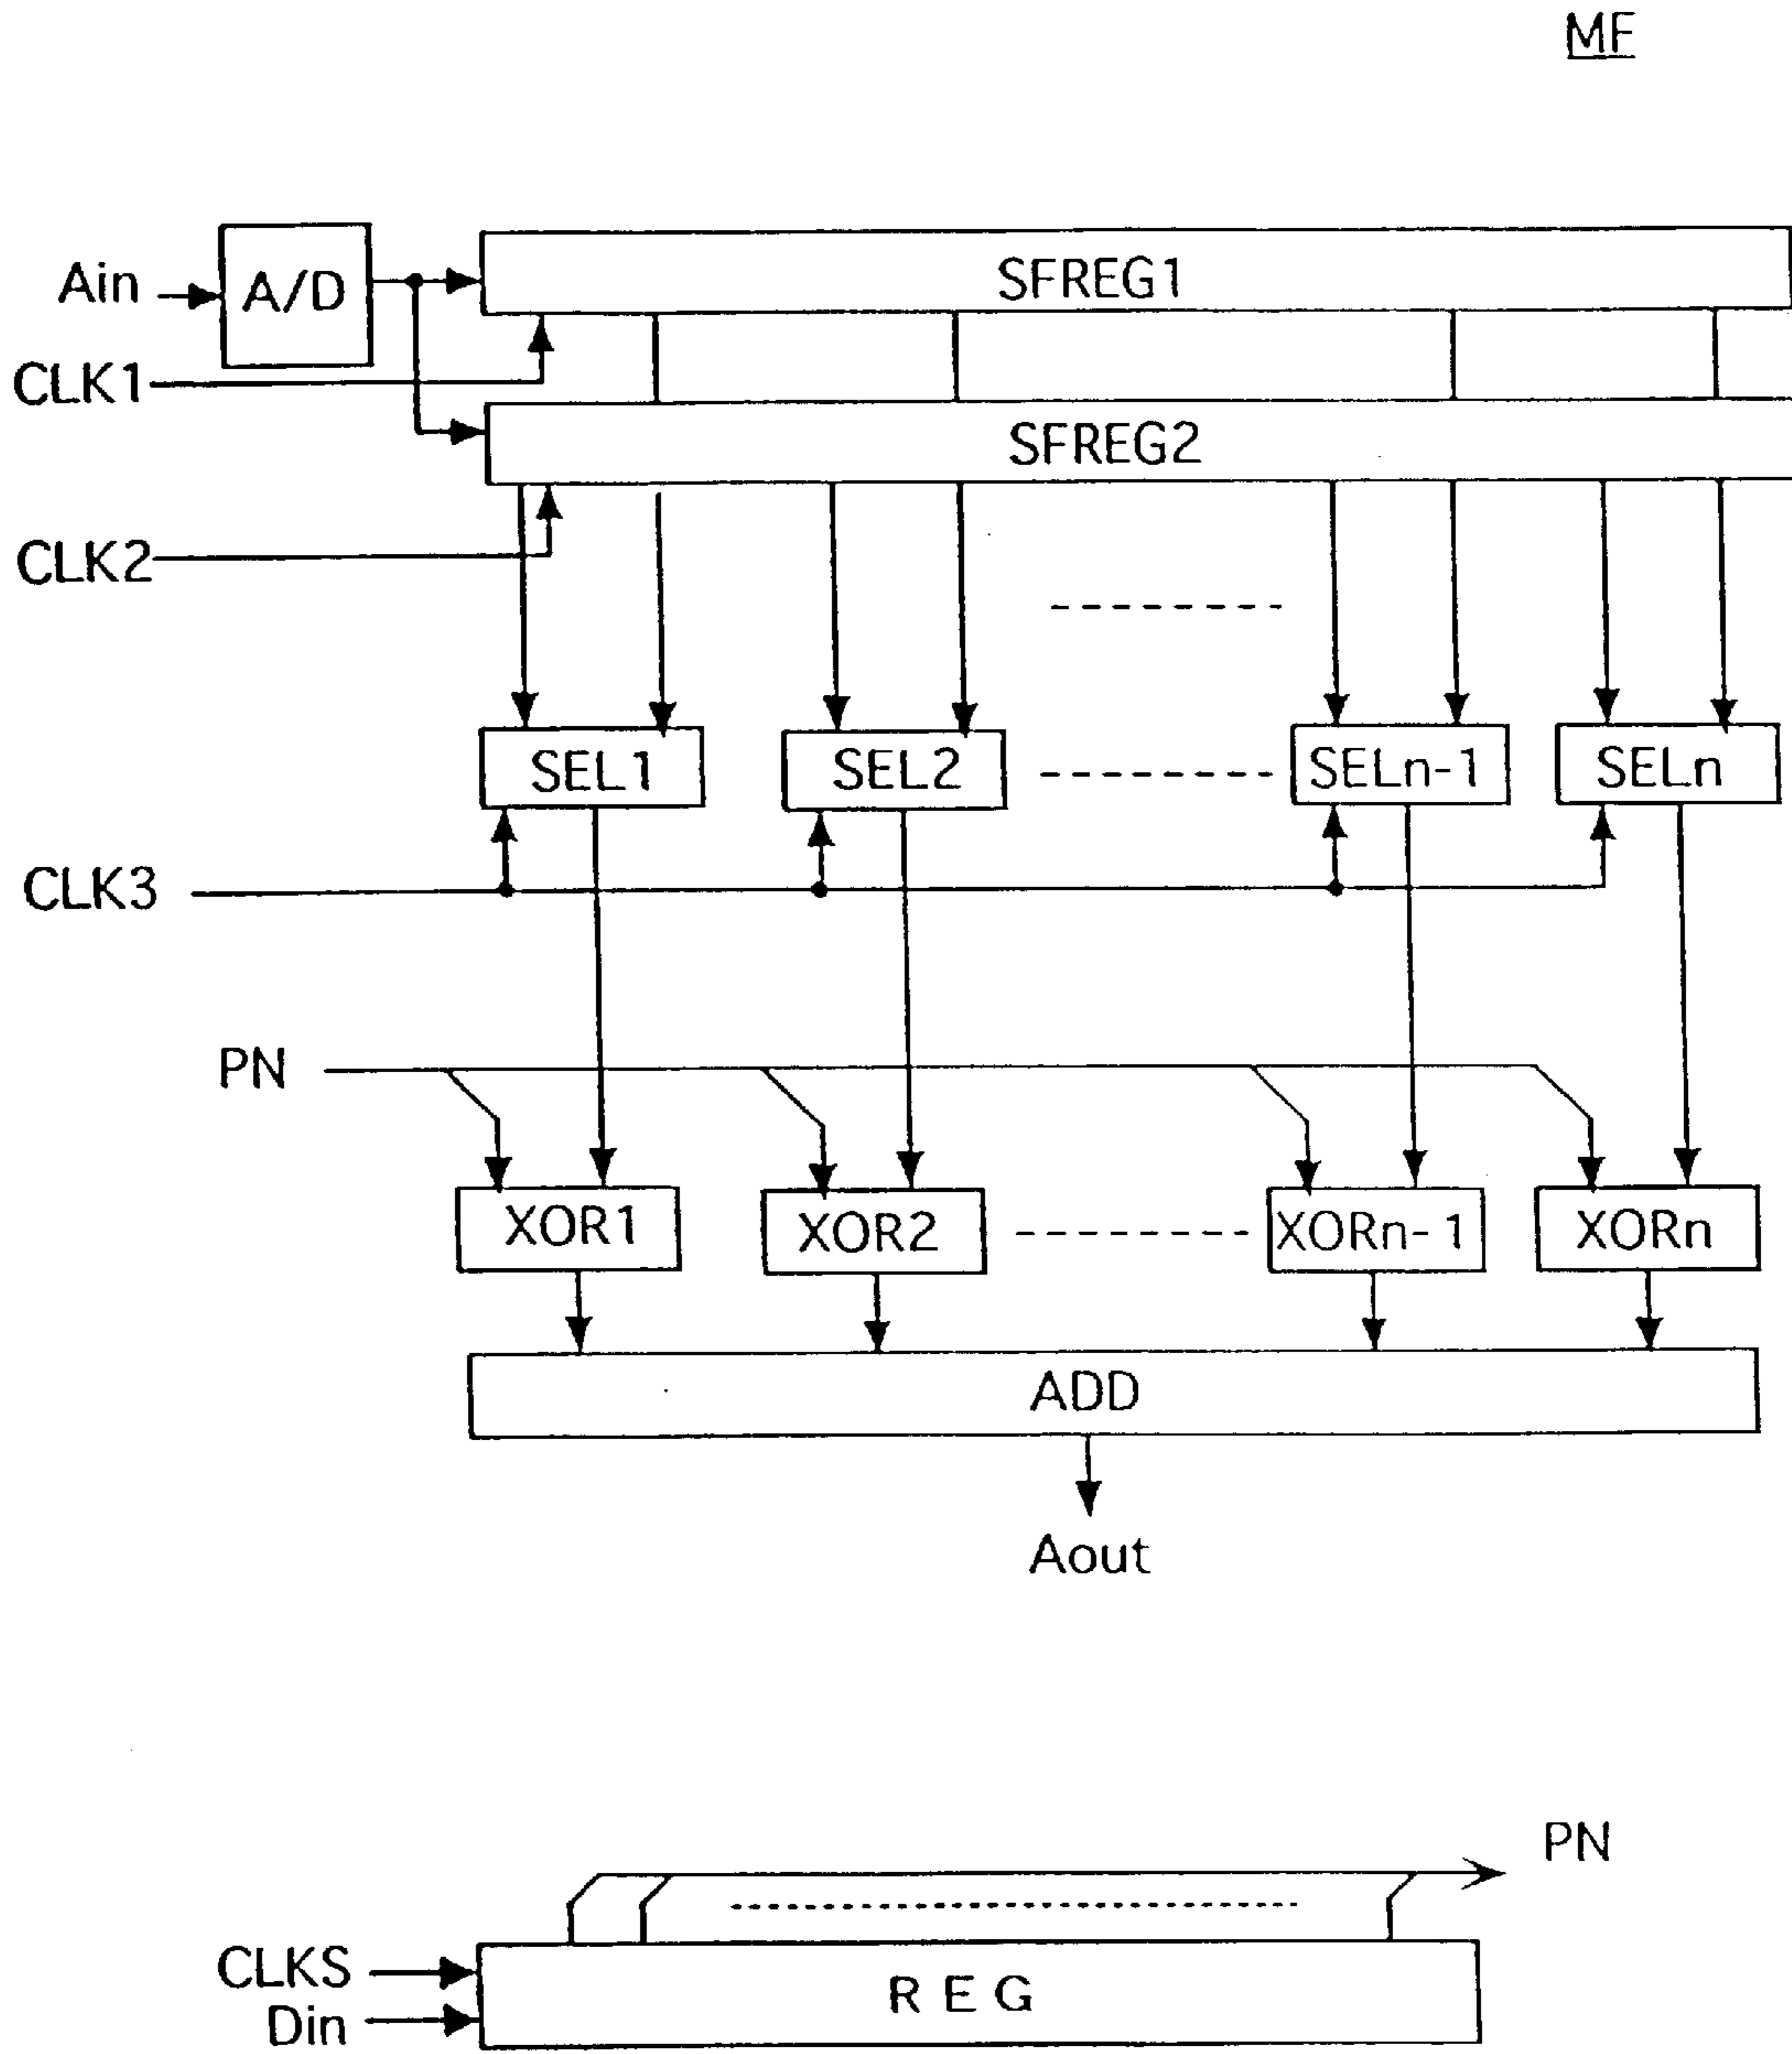 MF
Ain
A/D
SFREG1
CLK1
SFREG2
CLK2
SEL1
SEL2
SELn-1
SELn
CLK3
PN
XOR1
XOR2
XORn-1
XORn
ADD
Aout
PN
CLKS
Din
REG